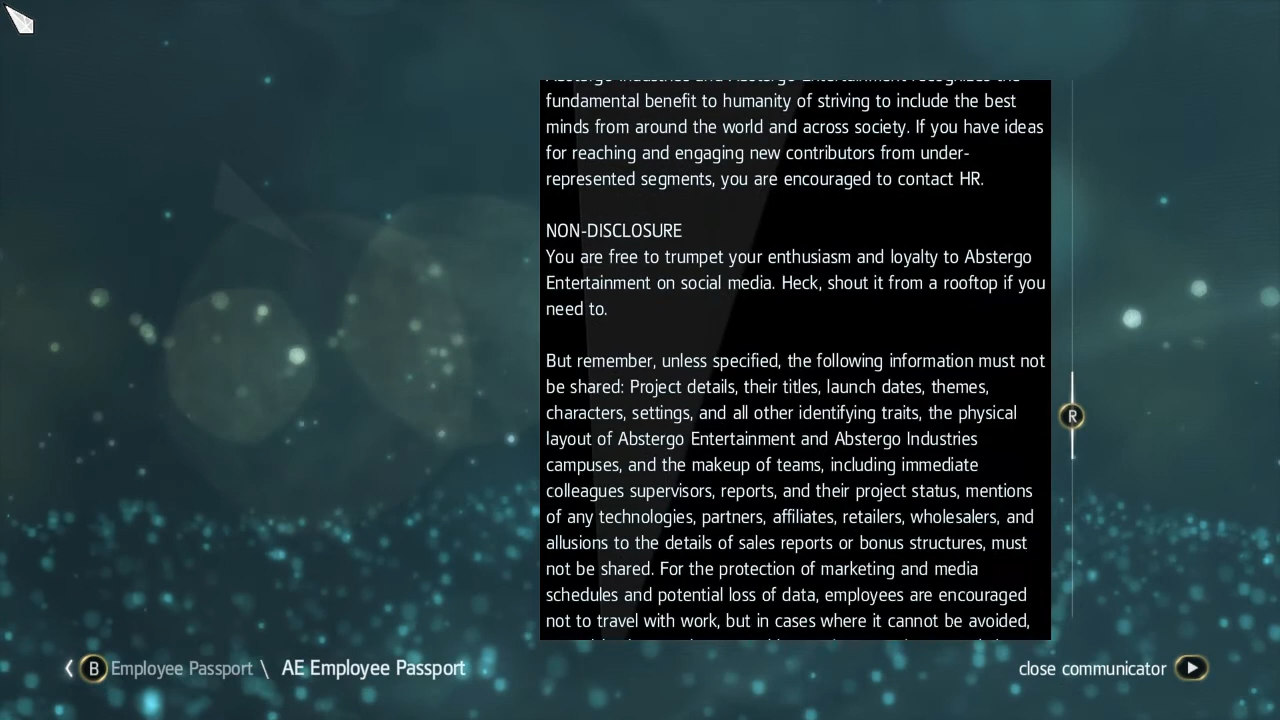 Abstergo Industries and Abstergo Entertainment recognizes the
fundamental benefit to humanity of striving to include the best
minds from around the world and across society. If you have ideas
for reaching and engaging new contributors from under-
represented segments, you are encouraged to contact HR.
NON-DISCLOSURE
You are free to trumpet your enthusiasm and loyalty to Abstergo
Entertainment on social media. Heck, shout it from a rooftop if you
need to.
But remember, unless specified, the following information must not
be shared: Project details, their titles, launch dates, themes,
characters, settings, and all other identifying traits, the physical
layout of Abstergo Entertainment and Abstergo Industries
campuses, and the makeup of teams, including immediate
colleagues supervisors, reports, and their project status, mentions
of any technologies, partners, affiliates, retailers, wholesalers, and
allusions to the details of sales reports or bonus structures, must
not be shared. For the protection of marketing and media
schedules and potential loss of data, employees are encouraged
not to travel with work, but in cases where it cannot be avoided,
R
B Employee Passport \ AE Employee Passport
close communicator